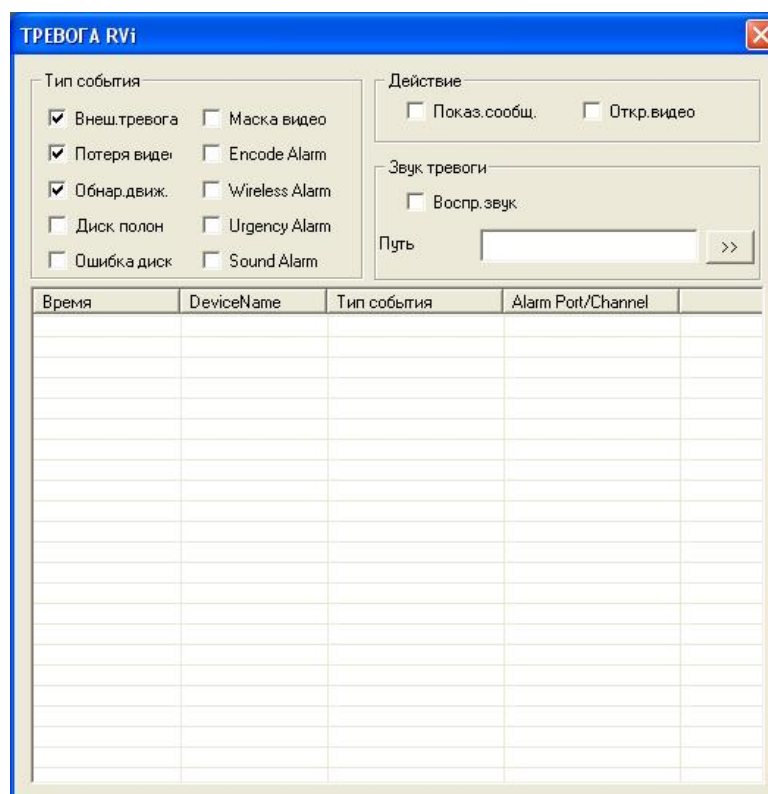 ТРЕВОГА RVi
Тип события
Внеш.тревога
Маска видео
Потеря виде
Encode Alarm
Обнар.движ.
Wireless Alarm
Диск полон
Urgency Alarm
Ошибка диск
Sound Alarm
Действие
Показ.сообщ.
Откр.видео
Звук тревоги
Воспр.звук
Путь
>>
Время DeviceName Тип события Alarm Port/Channel